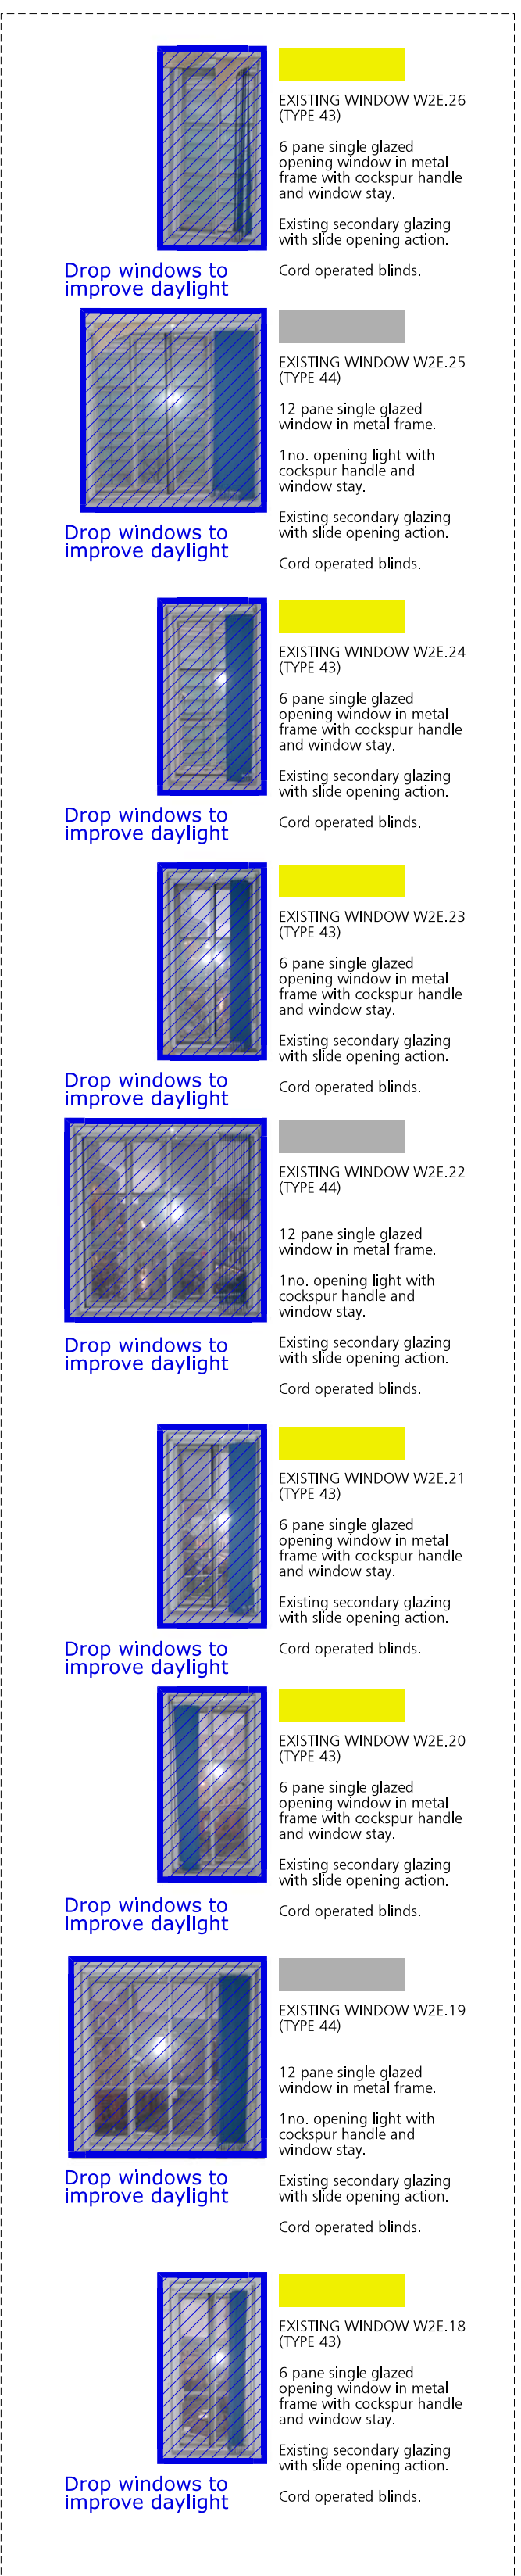 EXISTING WINDOW W2E.26
(TYPE 43)
6 pane single glazed
opening window in metal
frame with cockspur handle
and window stay.
Existing secondary glazing
with slide opening action.
Cord operated blinds.
Drop windows to
improve daylight
EXISTING WINDOW W2E.25
(TYPE 44)
12 pane single glazed
window in metal frame.
1no. opening light with
cockspur handle and
window stay.
Existing secondary glazing
with slide opening action.
Cord operated blinds.
Drop windows to
improve daylight
EXISTING WINDOW W2E.24
(TYPE 43)
6 pane single glazed
opening window in metal
frame with cockspur handle
and window stay.
Existing secondary glazing
with slide opening action.
Cord operated blinds.
Drop windows to
improve daylight
EXISTING WINDOW W2E.23
(TYPE 43)
6 pane single glazed
opening window in metal
frame with cockspur handle
and window stay.
Existing secondary glazing
with slide opening action.
Cord operated blinds.
Drop windows to
improve daylight
EXISTING WINDOW W2E.22
(TYPE 44)
12 pane single glazed
window in metal frame.
1no. opening light with
cockspur handle and
window stay.
Existing secondary glazing
with slide opening action.
Cord operated blinds.
Drop windows to
improve daylight
EXISTING WINDOW W2E.21
(TYPE 43)
6 pane single glazed
opening window in metal
frame with cockspur handle
and window stay.
Existing secondary glazing
with slide opening action.
Cord operated blinds.
Drop windows to
improve daylight
EXISTING WINDOW W2E.20
(TYPE 43)
6 pane single glazed
opening window in metal
frame with cockspur handle
and window stay.
Existing secondary glazing
with slide opening action.
Cord operated blinds.
Drop windows to
improve daylight
EXISTING WINDOW W2E.19
(TYPE 44)
12 pane single glazed
window in metal frame.
1no. opening light with
cockspur handle and
window stay.
Existing secondary glazing
with slide opening action.
Cord operated blinds.
Drop windows to
improve daylight
EXISTING WINDOW W2E.18
(TYPE 43)
6 pane single glazed
opening window in metal
frame with cockspur handle
and window stay.
Existing secondary glazing
with slide opening action.
Cord operated blinds.
Drop windows to
improve daylight